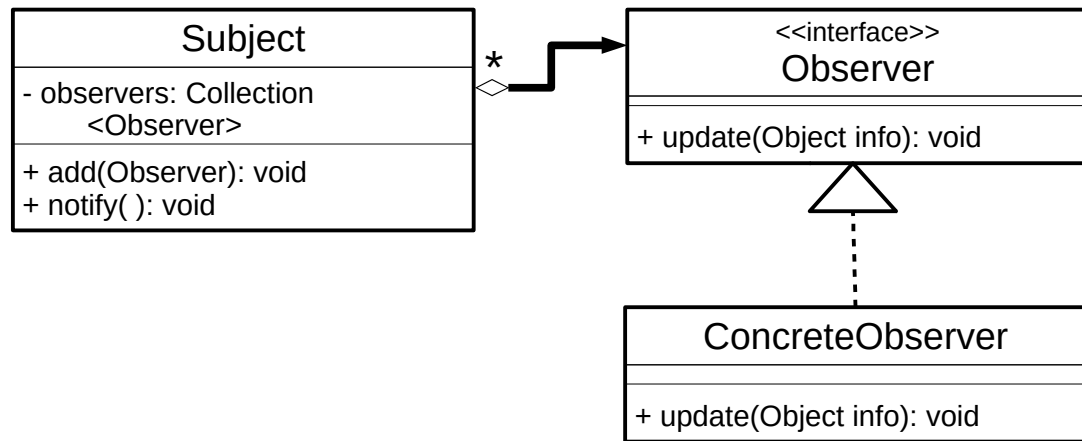 Subject
- observers: Collection
<Observer>
+ add(Observer): void
+ notify( ): void
*
<<interface>>
Observer
+ update(Object info): void
ConcreteObserver
+ update(Object info): void